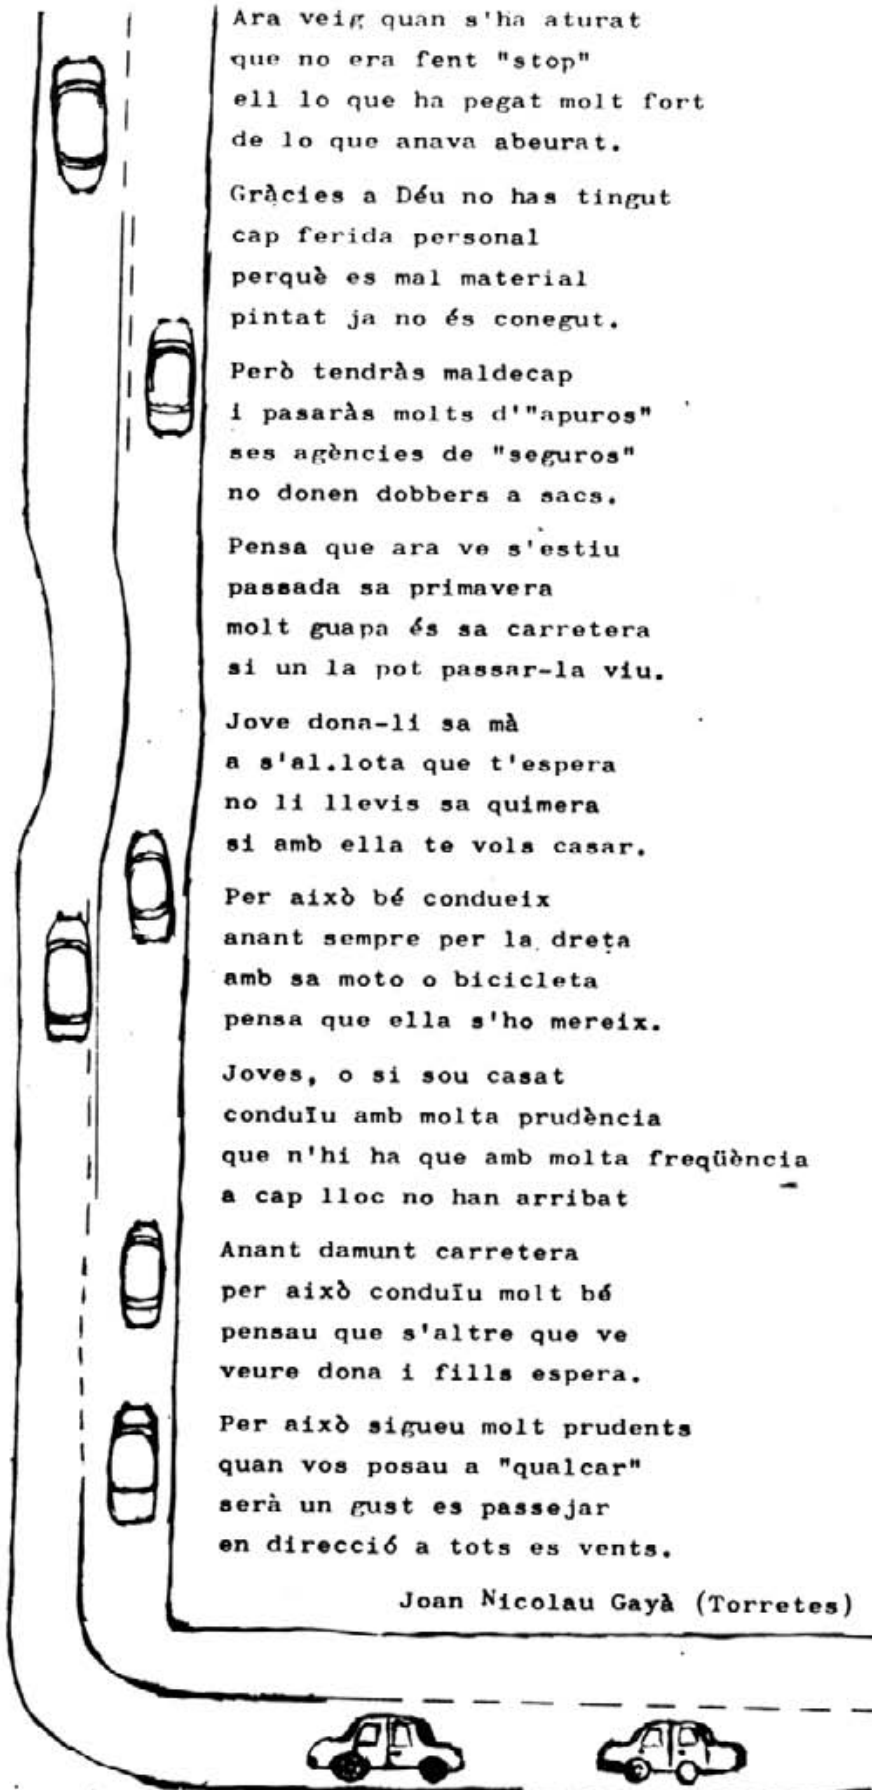 Ara veig quan s'ha aturat
que no era fent "stop"
ell lo que ha pegat molt fort
de lo que anava abeurat.
Gràcies a Déu no has tingut
cap ferida personal
perquè es mal material
pintat ja no és conegut.
Però tendràs maldecap
i pasaràs molts d'"apuros"
ses agències de "seguros"
no donen dobbers a sacs.
Pensa que ara ve s'estiu
passada sa primavera
molt guapa és sa carretera
si un la pot passar-la viu.
Jove dona-li sa mà
a s'al.lota que t'espera
no li llevis sa quimera
si amb ella te vols casar.
Per això bé condueix
anant sempre per la dreta
amb sa moto o bicicleta
pensa que ella s'ho mereix.
Joves, o si sou casat
conduïu amb molta prudència
que n'hi ha que amb molta freqüència
a cap lloc no han arribat
Anant damunt carretera
per això conduïu molt bé
pensau que s'altre que ve
veure dona i fills espera.
Per això sigueu molt prudents
quan vos posau a "qualcar"
serà un gust es passejar
en direcció a tots es vents.
Joan Nicolau Gayà (Torretes)